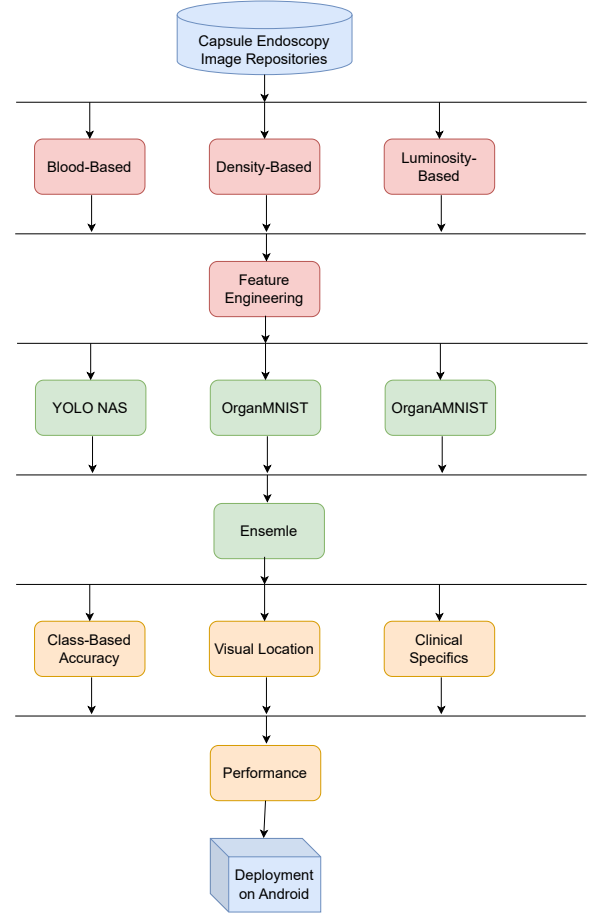 Capsule Endoscopy
Image Repositories
Blood-Based
Density-Based
Luminosity-
Based
Feature
Engineering
YOLO NAS
OrganMNIST
OrganAMNIST
Ensemle
Class-Based
Accuracy
Visual Location
Clinical
Specifics
Performance
Deployment
on Android